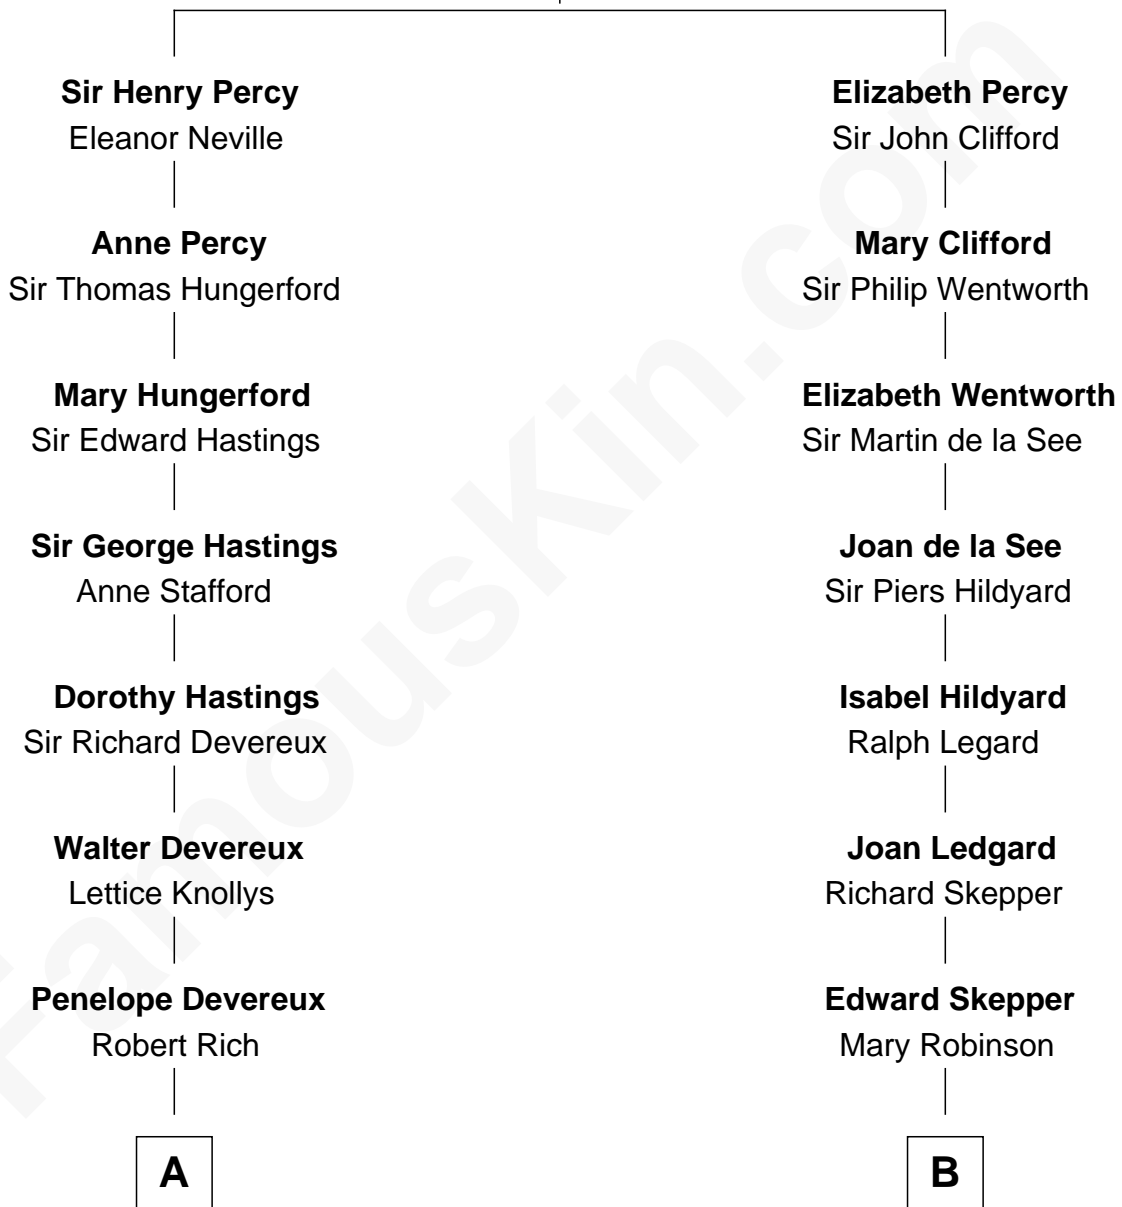 Sir Henry Percy
Eleanor Neville
Anne Percy
Sir Thomas Hungerford
Mary Hungerford
Sir Edward Hastings
Sir George Hastings
Anne Stafford
Dorothy Hastings
Sir Richard Devereux
Walter Devereux
Lettice Knollys
Penelope Devereux
Robert Rich
A
Elizabeth Percy
Sir John Clifford
Mary Clifford
Sir Philip Wentworth
Elizabeth Wentworth
Sir Martin de la See
Joan de la See
Sir Piers Hildyard
Isabel Hildyard
Ralph Legard
Joan Ledgard
Richard Skepper
Edward Skepper
Mary Robinson
B
FamousKin.com